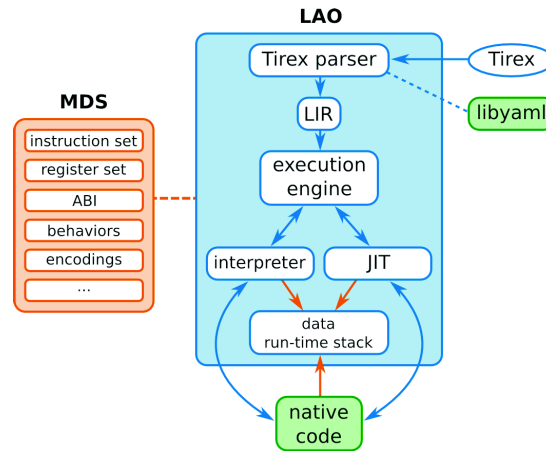 LAO
Tirex parser
Tirex
libyaml
LIR
MDS
instruction set
register set
ABI
behaviors
encodings
...
execution
engine
interpreter
JIT
data
run-time stack
native
code